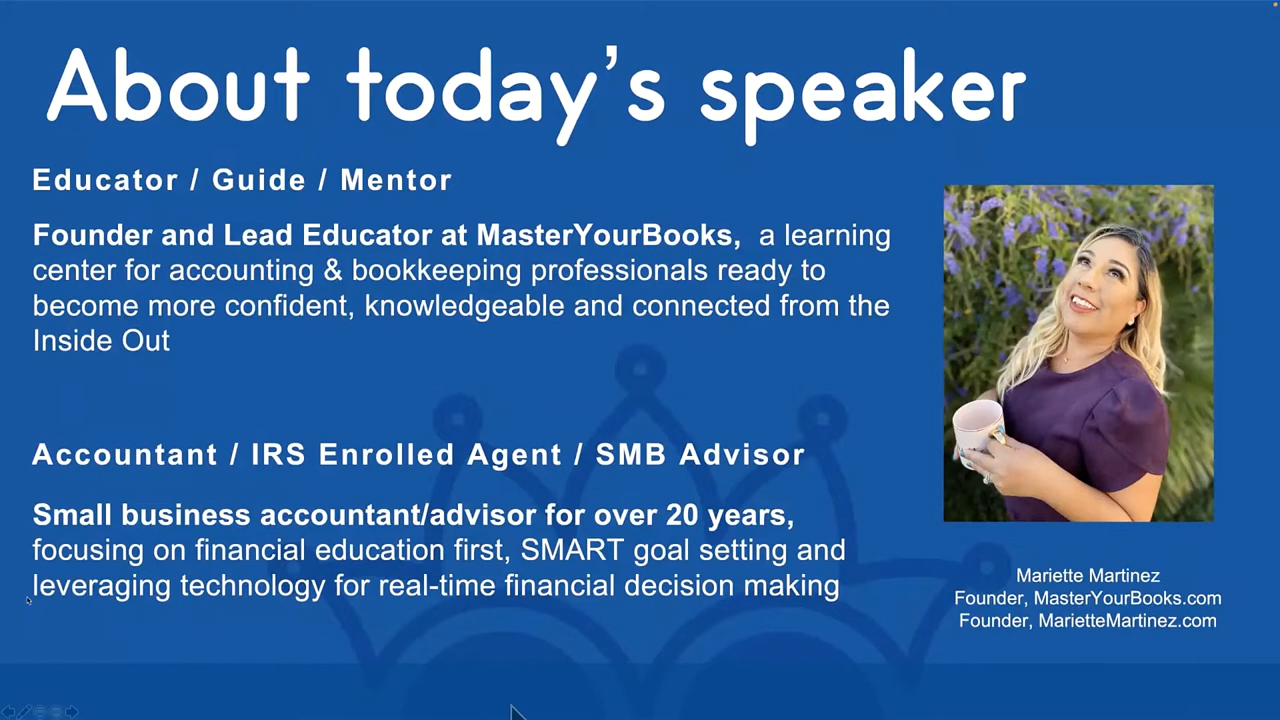 About today's speaker
Educator / Guide / Mentor
Founder and Lead Educator at MasterYourBooks, a learning
center for accounting & bookkeeping professionals ready to
become more confident, knowledgeable and connected from the
Inside Out
Accountant / IRS Enrolled Agent / SMB Advisor
Small business accountant/advisor for over 20 years,
focusing on financial education first, SMART goal setting and
leveraging technology for real-time financial decision making
Mariette Martinez
Founder, MasterYourBooks.com
Founder, MarietteMartinez.com